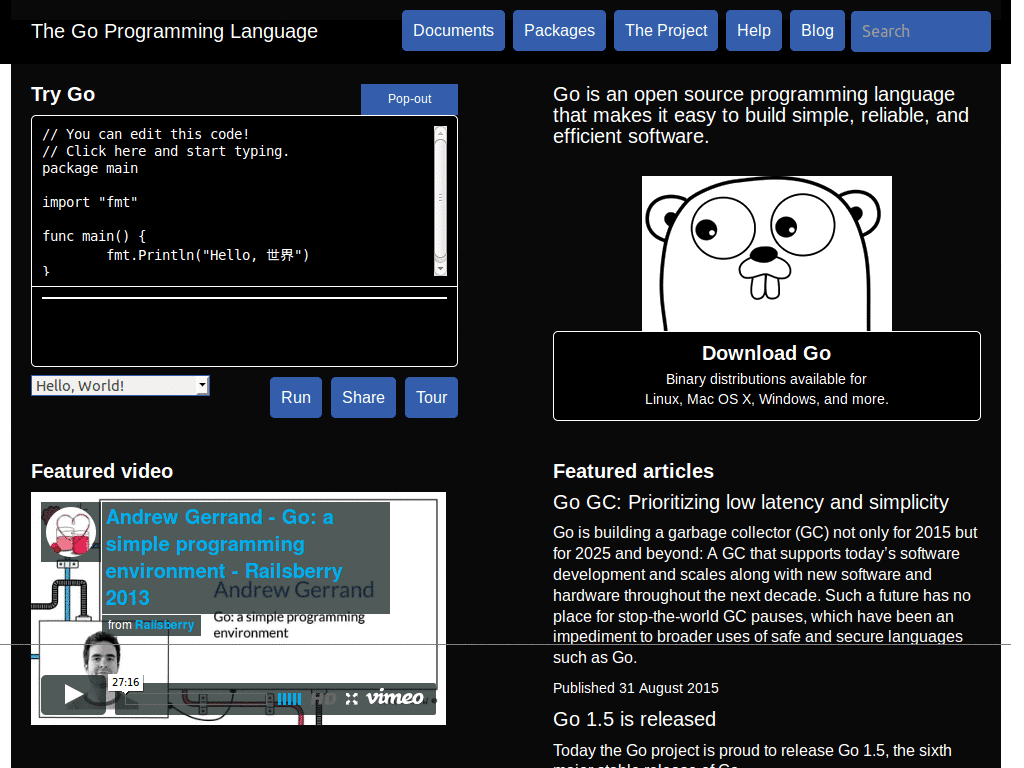 The Go Programming Language
Documents
Packages
The Project
Help
Blog
Search
Try Go
Pop-out
// You can edit this code!
// Click here and start typing.
package main
import "fmt"
func main() {
fmt.Println("Hello, 世界")
}
Hello, World!
Run
Share
Tour
Go is an open source programming language
that makes it easy to build simple, reliable, and
efficient software.
Download Go
Binary distributions available for
Linux, Mac OS X, Windows, and more.
Featured video
Andrew Gerrand - Go: a
simple programming
environment - Railsberry
2013
from Railsberry
Andrew Gerrand
Go: a simple programming
environment
27:16
HD
vimeo
Featured articles
Go GC: Prioritizing low latency and simplicity
Go is building a garbage collector (GC) not only for 2015 but
for 2025 and beyond: A GC that supports today's software
development and scales along with new software and
hardware throughout the next decade. Such a future has no
place for stop-the-world GC pauses, which have been an
impediment to broader uses of safe and secure languages
such as Go.
Published 31 August 2015
Go 1.5 is released
Today the Go project is proud to release Go 1.5, the sixth
major stable release of Go.